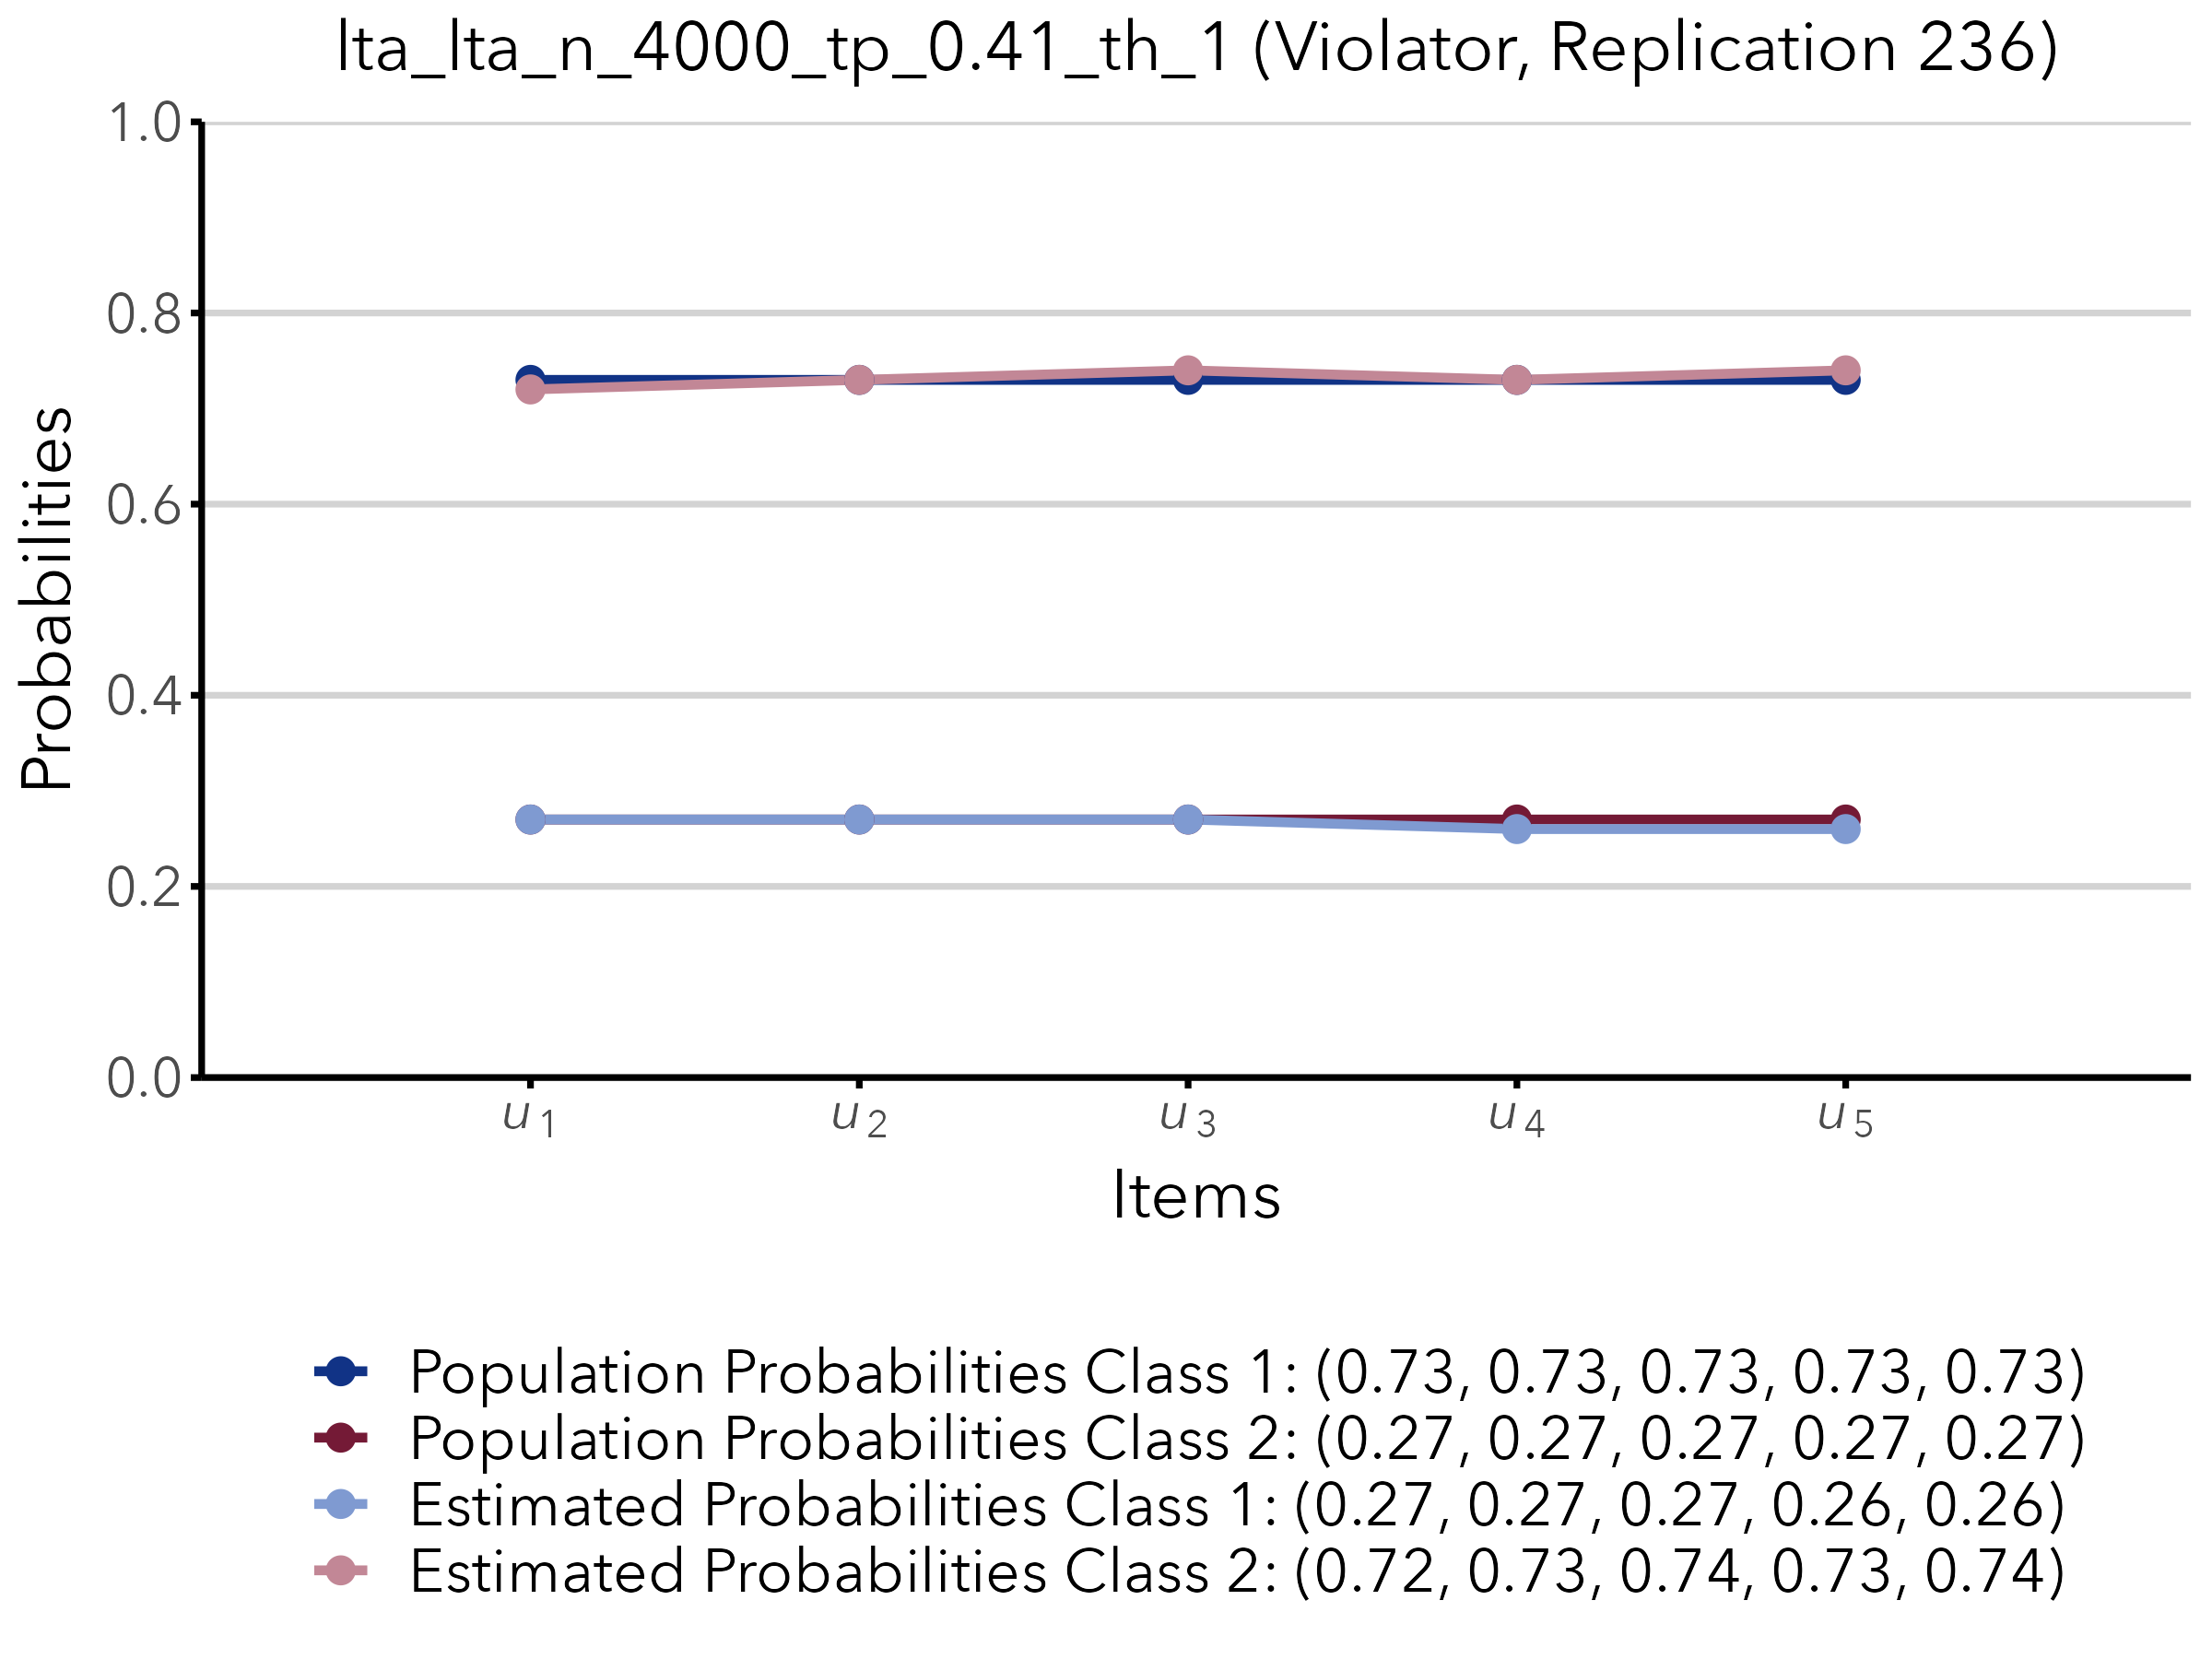 lta_lta_n_4000_tp_0.41_th_1 (Violator, Replication 236)
1.0
0.8
0.6
0.4
0.2
0.0
Probabilities
u1
u2
u3
u4
u5
Items
Population Probabilities Class 1: (0.73, 0.73, 0.73, 0.73, 0.73)
Population Probabilities Class 2: (0.27, 0.27, 0.27, 0.27, 0.27)
Estimated Probabilities Class 1: (0.27, 0.27, 0.27, 0.26, 0.26)
Estimated Probabilities Class 2: (0.72, 0.73, 0.74, 0.73, 0.74)